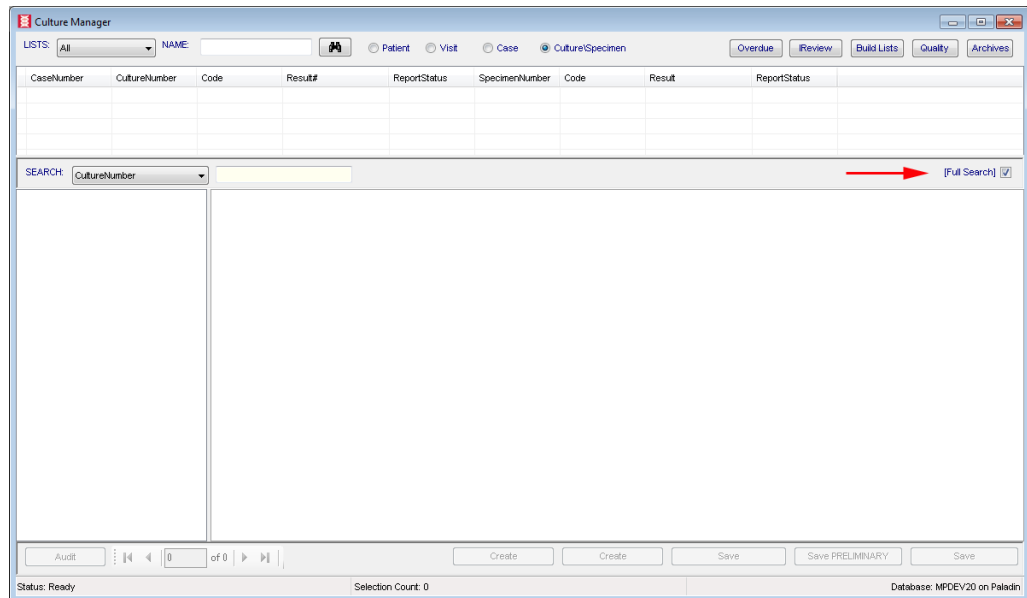 Culture Manager
LISTS: All NAME: Patient Visit Case Culture\Specimen Overdue IReview Build Lists Quality Archives
CaseNumber CultureNumber Code Result# ReportStatus SpecimenNumber Code Result ReportStatus
SEARCH: CultureNumber [Full Search]
Audit 0 of 0 Create Create Save Save PRELIMINARY Save
Status: Ready Selection Count: 0 Database: MPDEV20 on Paladin